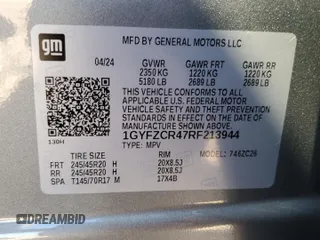 gm
MFD BY GENERAL MOTORS LLC
04/24 GVWR GAWR FRT GAWR RR
2350 KG 1220 KG 1220 KG
5180 LB 2689 LB 2689 LB
THIS VEHICLE CONFORMS TO ALL
APPLICABLE U.S. FEDERAL MOTOR
VEHICLE SAFETY AND THEFT
PREVENTION STANDARDS IN EFFECT ON
THE DATE OF MANUFACTURE SHOWN ABOVE.
1GYFZCR47RF213944
TYPE: MPV MODEL: 746ZC26
TIRE SIZE RIM
FRT 245/45R20 H 20X8.5J
RR 245/45R20 H 20X8.5J
SPA T145/70R17 M 17X4B
DREAMBID